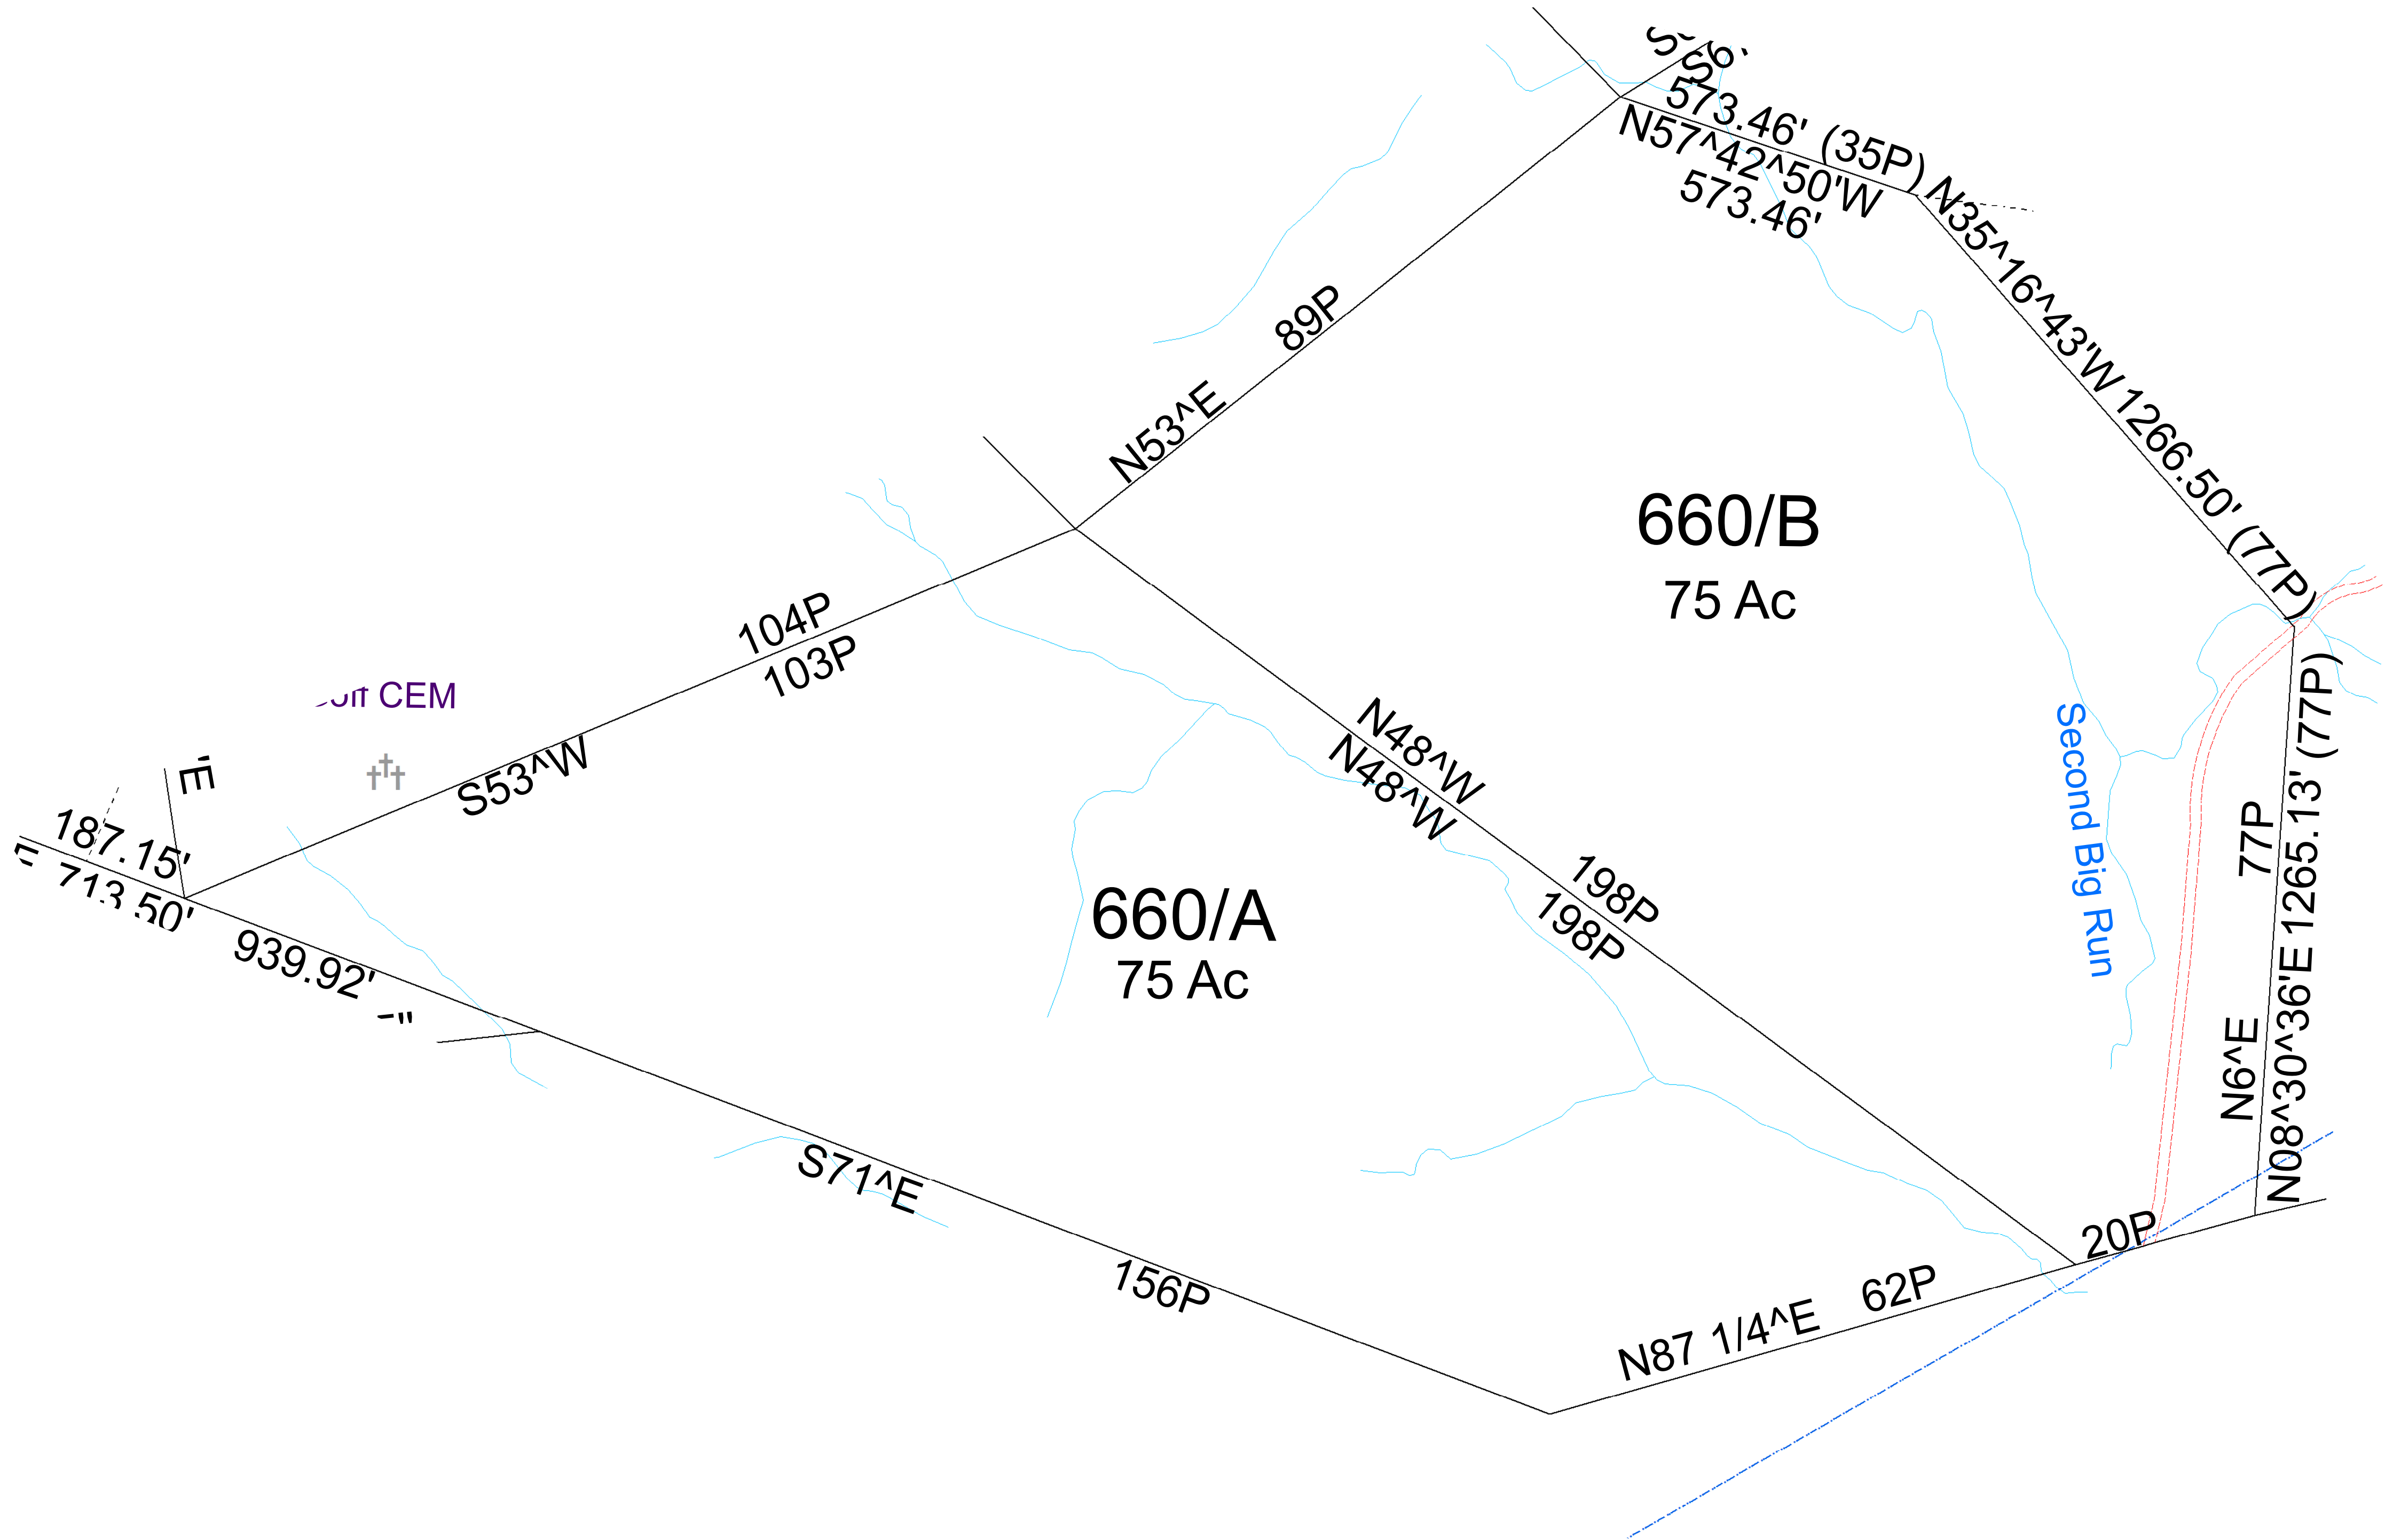 573.46' (35P)
N57^42^50'W
573.46'
N35^16^43'W 1266.50' (77P)
89P
N53^E
660/B
75 Ac
104P
103P
S53^W
CEM
187.15'
713.50'
939.92'
N48^W
N48^W
198P
198P
660/A
75 Ac
Second Big Run
77P
N6^E
N08^30^36'E 1265.13' (77P)
20P
62P
N87 1/4^E
S71^E
156P